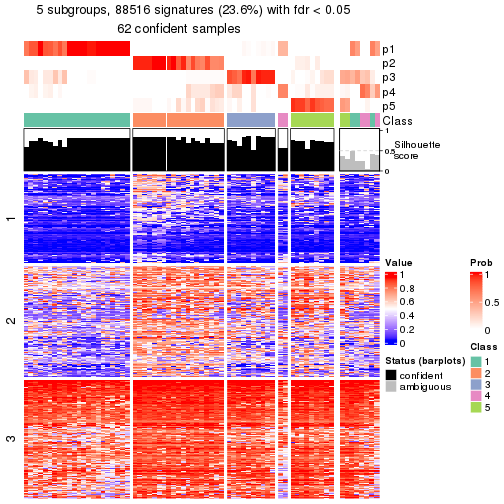 5 subgroups, 88516 signatures (23.6%) with fdr < 0.05
62 confident samples
p1
p2
p3
p4
p5
Class
1
0.5
0
Silhouette
score
1
2
3
Value
1
0.8
0.6
0.4
0.2
0
Status (barplots)
confident
ambiguous
Prob
1
0.5
0
Class
1
2
3
4
5